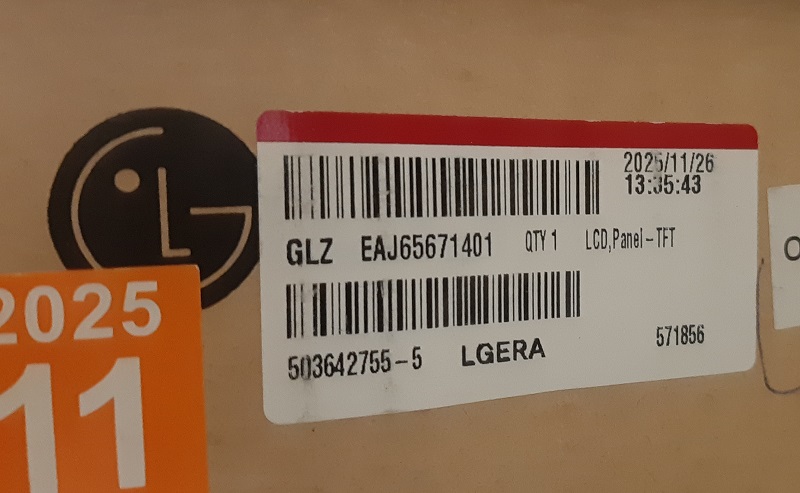 LG
2025/11/26
13:35:43
GLZ EAJ65671401 QTY 1 LCD,Panel-TFT
503642755-5 LGERA 571856
2025
11
O